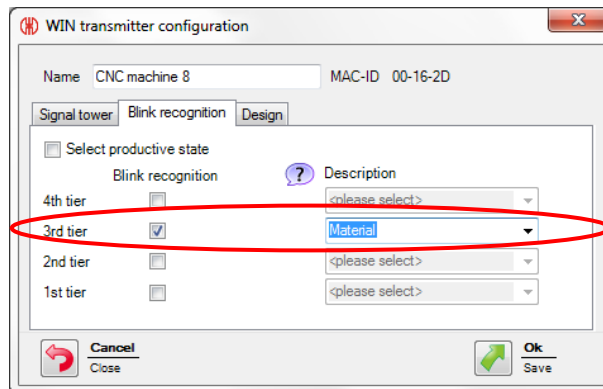 WIN transmitter configuration
x
Name CNC machine 8 MAC-ID 00-16-2D
Signal tower Blink recognition Design
Select productive state
Blink recognition ? Description
4th tier <please select>
3rd tier Material
2nd tier <please select>
1st tier <please select>
Cancel Ok
Close Save